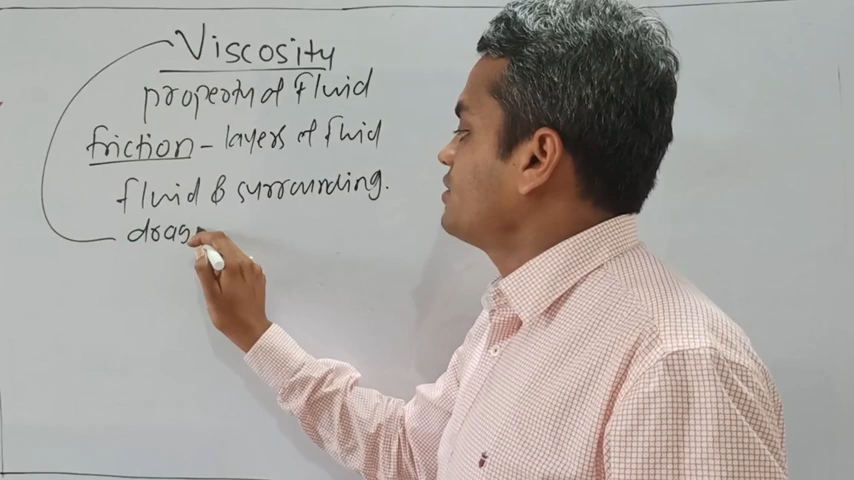 Viscosity
property of Fluid
friction - layers of fluid
fluid & surrounding.
drag